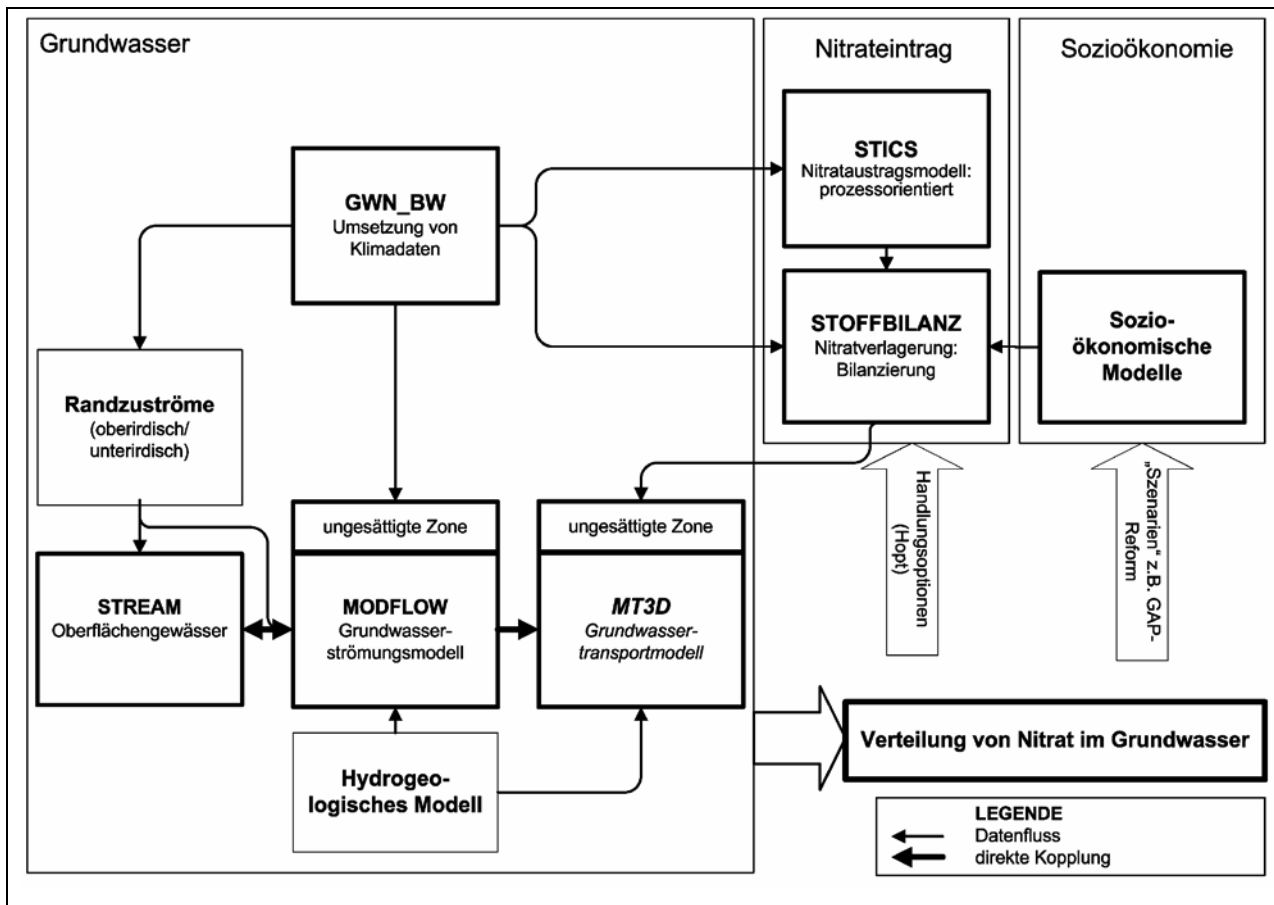 Grundwasser
Nitrateintrag
Sozioökonomie
GWN_BW
Umsetzung von
Klimadaten
STICS
Nitrataustragsmodell:
prozessorientiert
STOFFBILANZ
Nitratverlagerung:
Bilanzierung
Sozio-
ökonomische
Modelle
Randzuströme
(oberirdisch/
unterirdisch)
ungesättigte Zone
ungesättigte Zone
STREAM
Oberflächengewässer
MODFLOW
Grundwasser-
strömungsmodell
MT3D
Grundwasser-
transportmodell
Handlungsoptionen
(Hopt)
„Szenarien“ z.B. GAP-
Reform
Hydrogeo-
logisches Modell
Verteilung von Nitrat im Grundwasser
LEGENDE
Datenfluss
direkte Kopplung